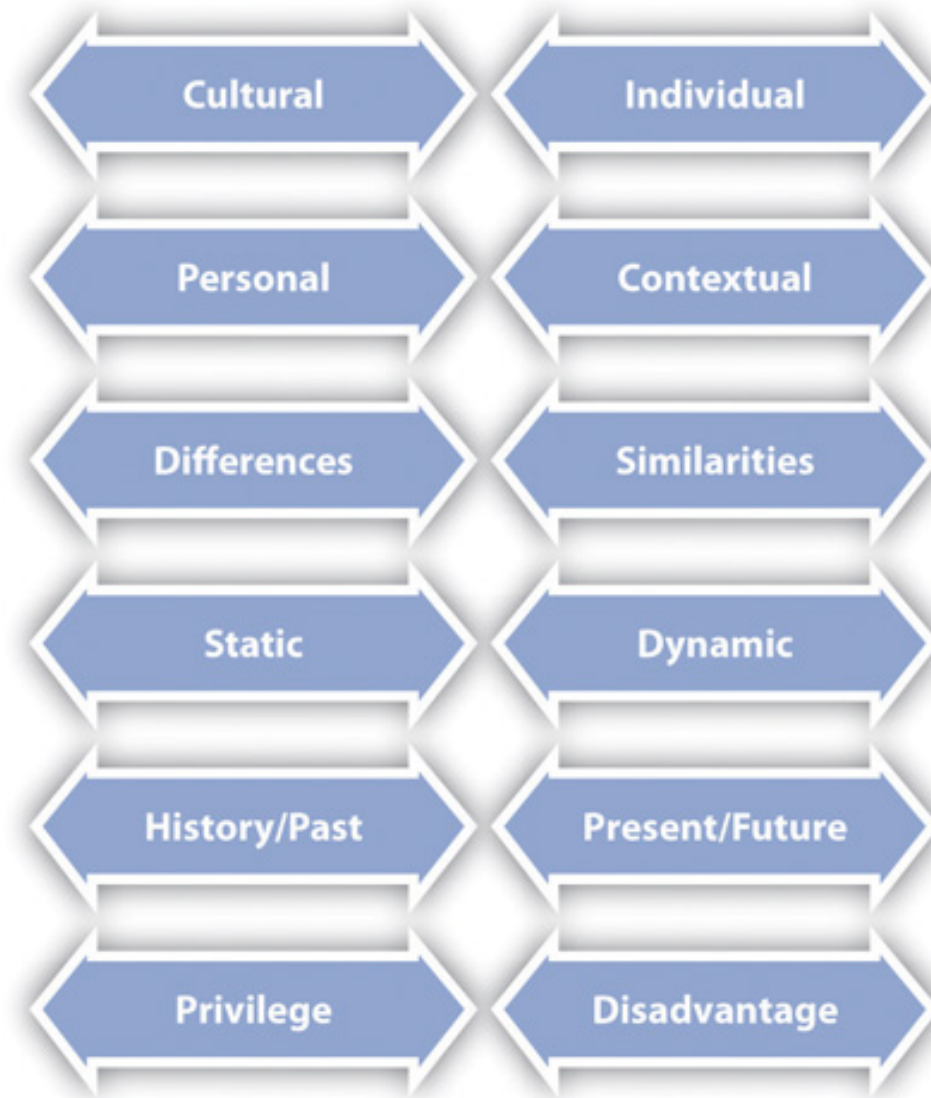 Cultural
Individual
Personal
Contextual
Differences
Similarities
Static
Dynamic
History/Past
Present/Future
Privilege
Disadvantage